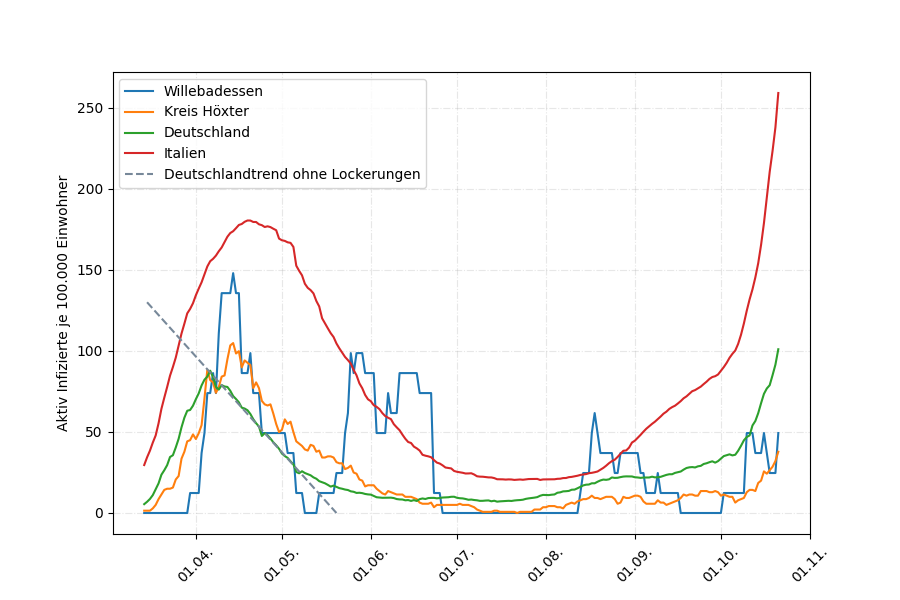 Willebadessen
Kreis Höxter
Deutschland
Italien
Deutschlandtrend ohne Lockerungen
Aktiv Infizierte je 100.000 Einwohner
250
200
150
100
50
0
01.04.
01.05.
01.06.
01.07.
01.08.
01.09.
01.10.
01.11.